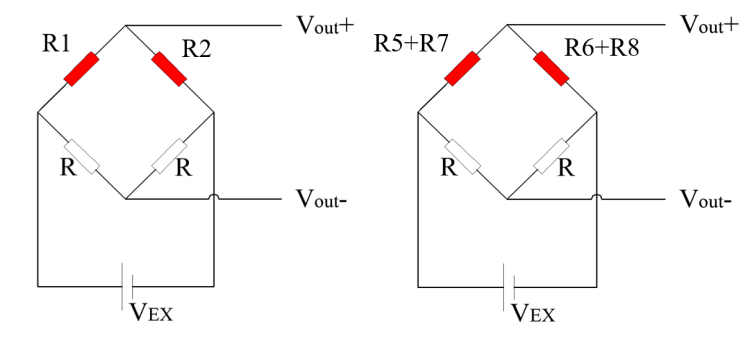 Vout+
R1
R2
R
R
Vout-
VEX
Vout+
R5+R7
R6+R8
R
R
Vout-
VEX